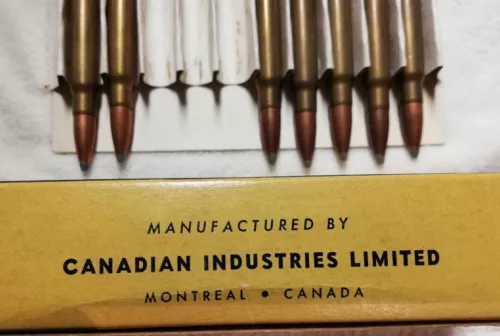 MANUFACTURED BY
CANADIAN INDUSTRIES LIMITED
MONTREAL • CANADA